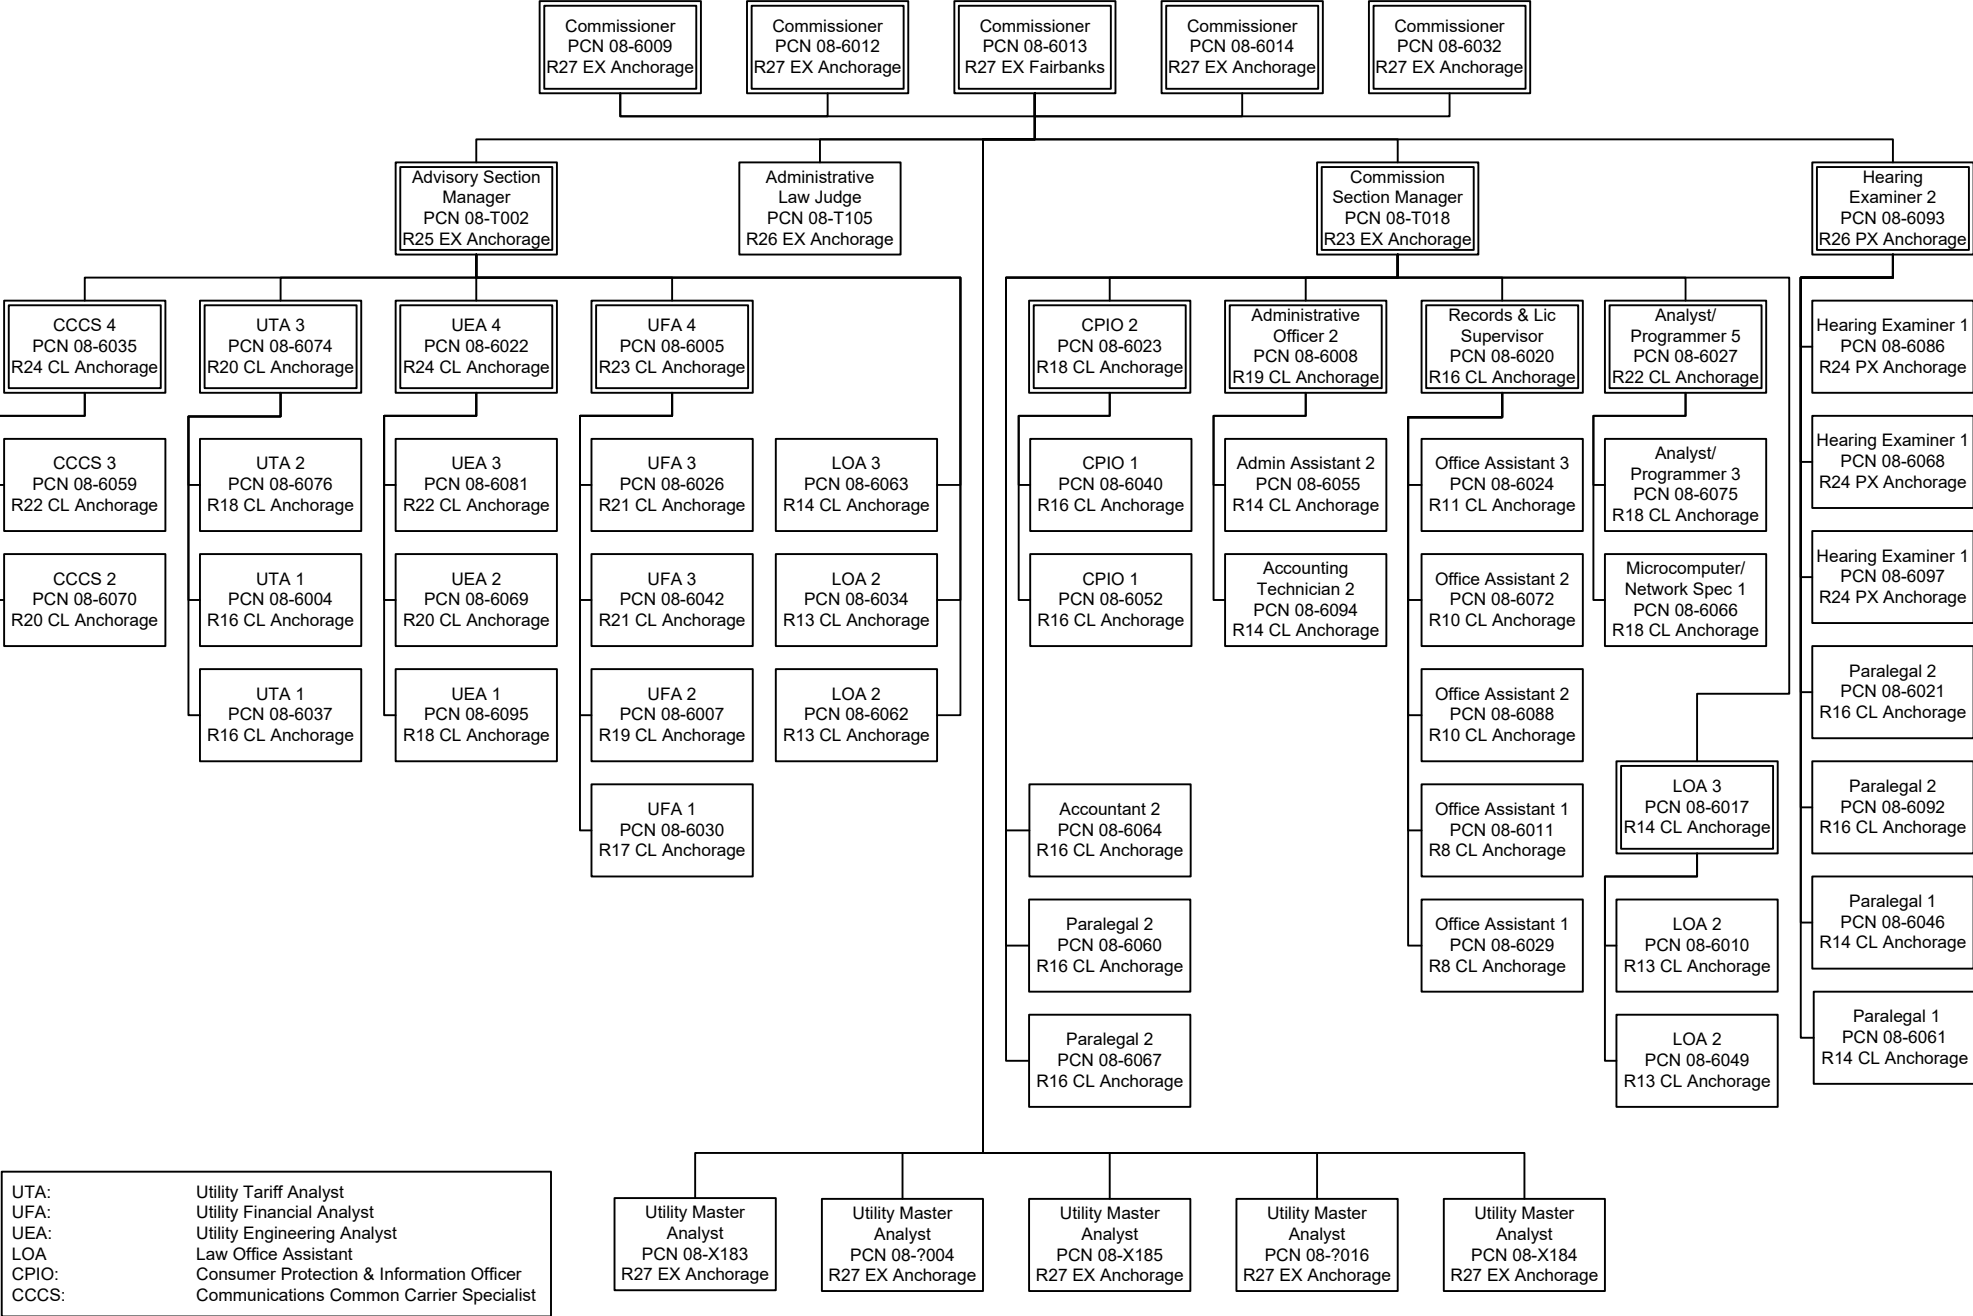 Commissioner
PCN 08-6009
R27 EX Anchorage
Commissioner
PCN 08-6012
R27 EX Anchorage
Commissioner
PCN 08-6013
R27 EX Fairbanks
Commissioner
PCN 08-6014
R27 EX Anchorage
Commissioner
PCN 08-6032
R27 EX Anchorage
Advisory Section
Manager
PCN 08-T002
R25 EX Anchorage
Administrative
Law Judge
PCN 08-T105
R26 EX Anchorage
Commission
Section Manager
PCN 08-T018
R23 EX Anchorage
Hearing
Examiner 2
PCN 08-6093
R26 PX Anchorage
CCCS 4
PCN 08-6035
R24 CL Anchorage
UTA 3
PCN 08-6074
R20 CL Anchorage
UEA 4
PCN 08-6022
R24 CL Anchorage
UFA 4
PCN 08-6005
R23 CL Anchorage
CPIO 2
PCN 08-6023
R18 CL Anchorage
Administrative
Officer 2
PCN 08-6008
R19 CL Anchorage
Records & Lic
Supervisor
PCN 08-6020
R16 CL Anchorage
Analyst/
Programmer 5
PCN 08-6027
R22 CL Anchorage
Hearing Examiner 1
PCN 08-6086
R24 PX Anchorage
CCCS 3
PCN 08-6059
R22 CL Anchorage
UTA 2
PCN 08-6076
R18 CL Anchorage
UEA 3
PCN 08-6081
R22 CL Anchorage
UFA 3
PCN 08-6026
R21 CL Anchorage
LOA 3
PCN 08-6063
R14 CL Anchorage
CPIO 1
PCN 08-6040
R16 CL Anchorage
Admin Assistant 2
PCN 08-6055
R14 CL Anchorage
Office Assistant 3
PCN 08-6024
R11 CL Anchorage
Analyst/
Programmer 3
PCN 08-6075
R18 CL Anchorage
Hearing Examiner 1
PCN 08-6068
R24 PX Anchorage
CCCS 2
PCN 08-6070
R20 CL Anchorage
UTA 1
PCN 08-6004
R16 CL Anchorage
UEA 2
PCN 08-6069
R20 CL Anchorage
UFA 3
PCN 08-6042
R21 CL Anchorage
LOA 2
PCN 08-6034
R13 CL Anchorage
CPIO 1
PCN 08-6052
R16 CL Anchorage
Accounting
Technician 2
PCN 08-6094
R14 CL Anchorage
Office Assistant 2
PCN 08-6072
R10 CL Anchorage
Microcomputer/
Network Spec 1
PCN 08-6066
R18 CL Anchorage
Hearing Examiner 1
PCN 08-6097
R24 PX Anchorage
UTA 1
PCN 08-6037
R16 CL Anchorage
UEA 1
PCN 08-6095
R18 CL Anchorage
UFA 2
PCN 08-6007
R19 CL Anchorage
LOA 2
PCN 08-6062
R13 CL Anchorage
Office Assistant 2
PCN 08-6088
R10 CL Anchorage
Paralegal 2
PCN 08-6021
R16 CL Anchorage
UFA 1
PCN 08-6030
R17 CL Anchorage
Accountant 2
PCN 08-6064
R16 CL Anchorage
Office Assistant 1
PCN 08-6011
R8 CL Anchorage
LOA 3
PCN 08-6017
R14 CL Anchorage
Paralegal 2
PCN 08-6092
R16 CL Anchorage
Paralegal 2
PCN 08-6060
R16 CL Anchorage
Office Assistant 1
PCN 08-6029
R8 CL Anchorage
LOA 2
PCN 08-6010
R13 CL Anchorage
Paralegal 1
PCN 08-6046
R14 CL Anchorage
Paralegal 2
PCN 08-6067
R16 CL Anchorage
LOA 2
PCN 08-6049
R13 CL Anchorage
Paralegal 1
PCN 08-6061
R14 CL Anchorage
UTA: Utility Tariff Analyst
UFA: Utility Financial Analyst
UEA: Utility Engineering Analyst
LOA Law Office Assistant
CPIO: Consumer Protection & Information Officer
CCCS: Communications Common Carrier Specialist
Utility Master
Analyst
PCN 08-X183
R27 EX Anchorage
Utility Master
Analyst
PCN 08-?004
R27 EX Anchorage
Utility Master
Analyst
PCN 08-X185
R27 EX Anchorage
Utility Master
Analyst
PCN 08-?016
R27 EX Anchorage
Utility Master
Analyst
PCN 08-X184
R27 EX Anchorage